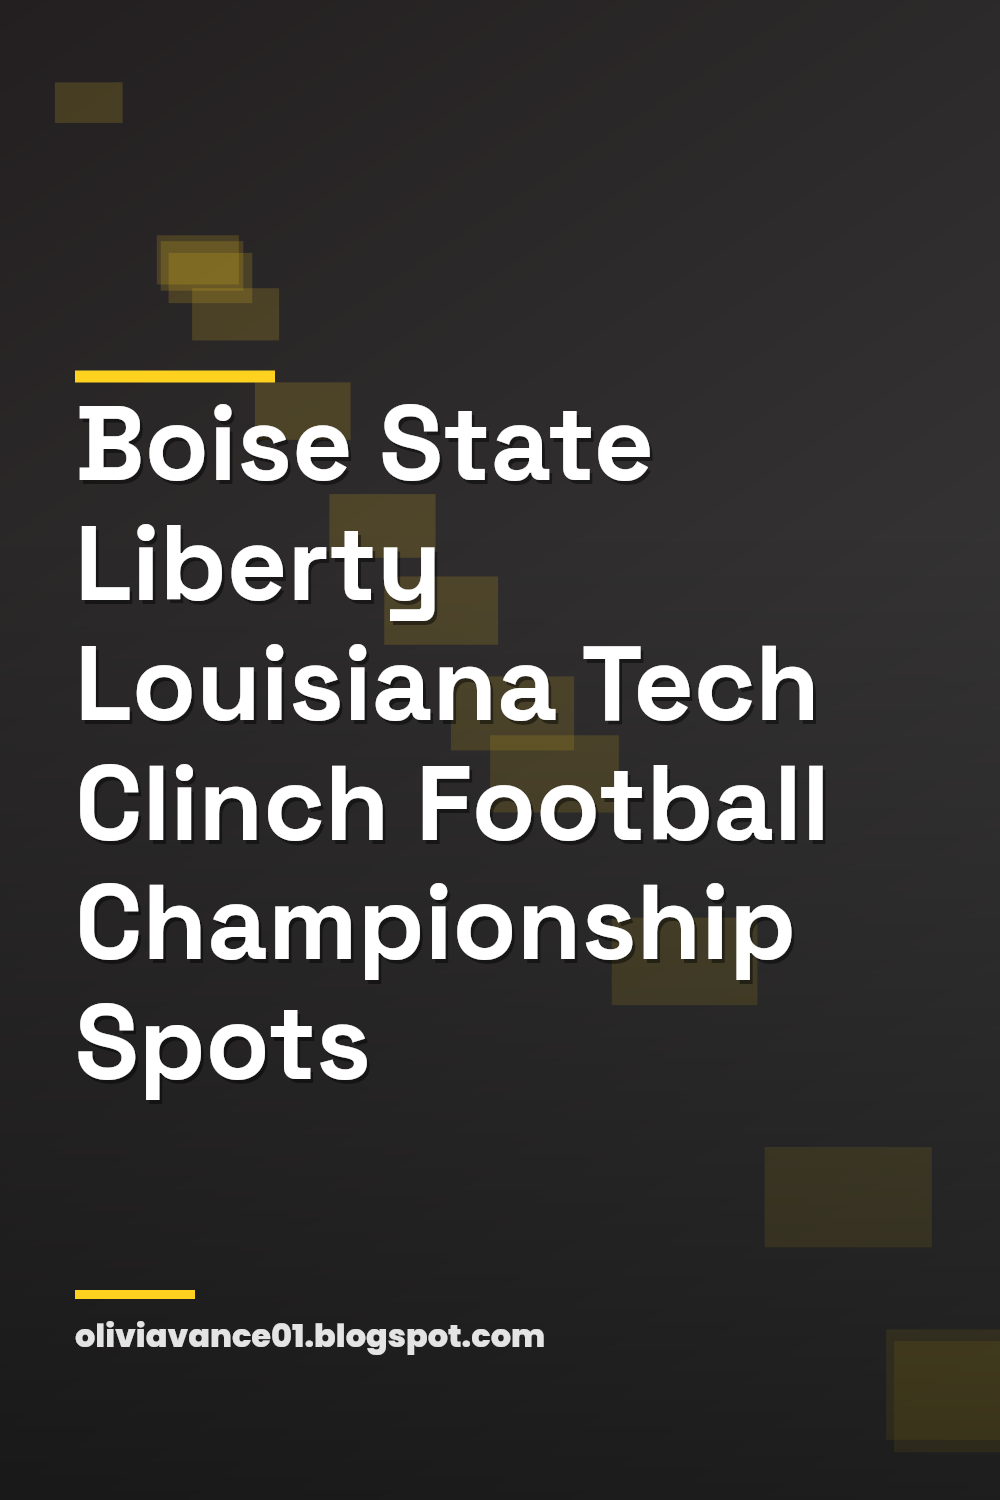 Boise State
Liberty
Louisiana Tech
Clinch Football
Championship
Spots
oliviavance01.blogspot.com